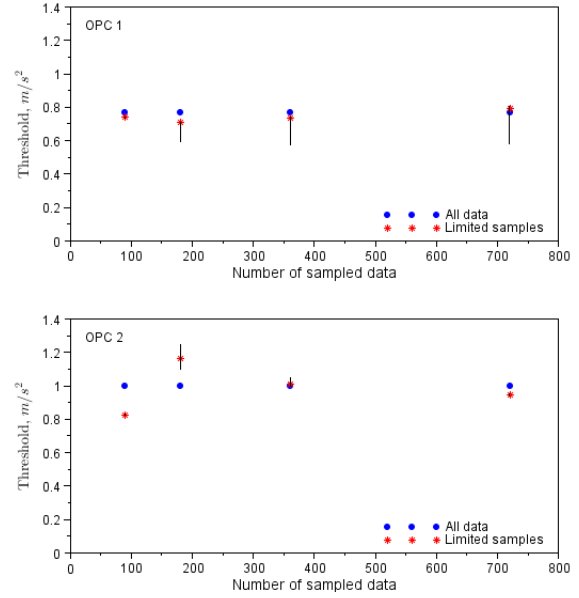 1.4
OPC 1
1.2
1
Threshold, m/s²
0.8
0.6
0.4
All data
0.2
Limited samples
0
0 100 200 300 400 500 600 700 800
Number of sampled data
1.4
OPC 2
1.2
1
Threshold, m/s²
0.8
0.6
0.4
All data
0.2
Limited samples
0
0 100 200 300 400 500 600 700 800
Number of sampled data